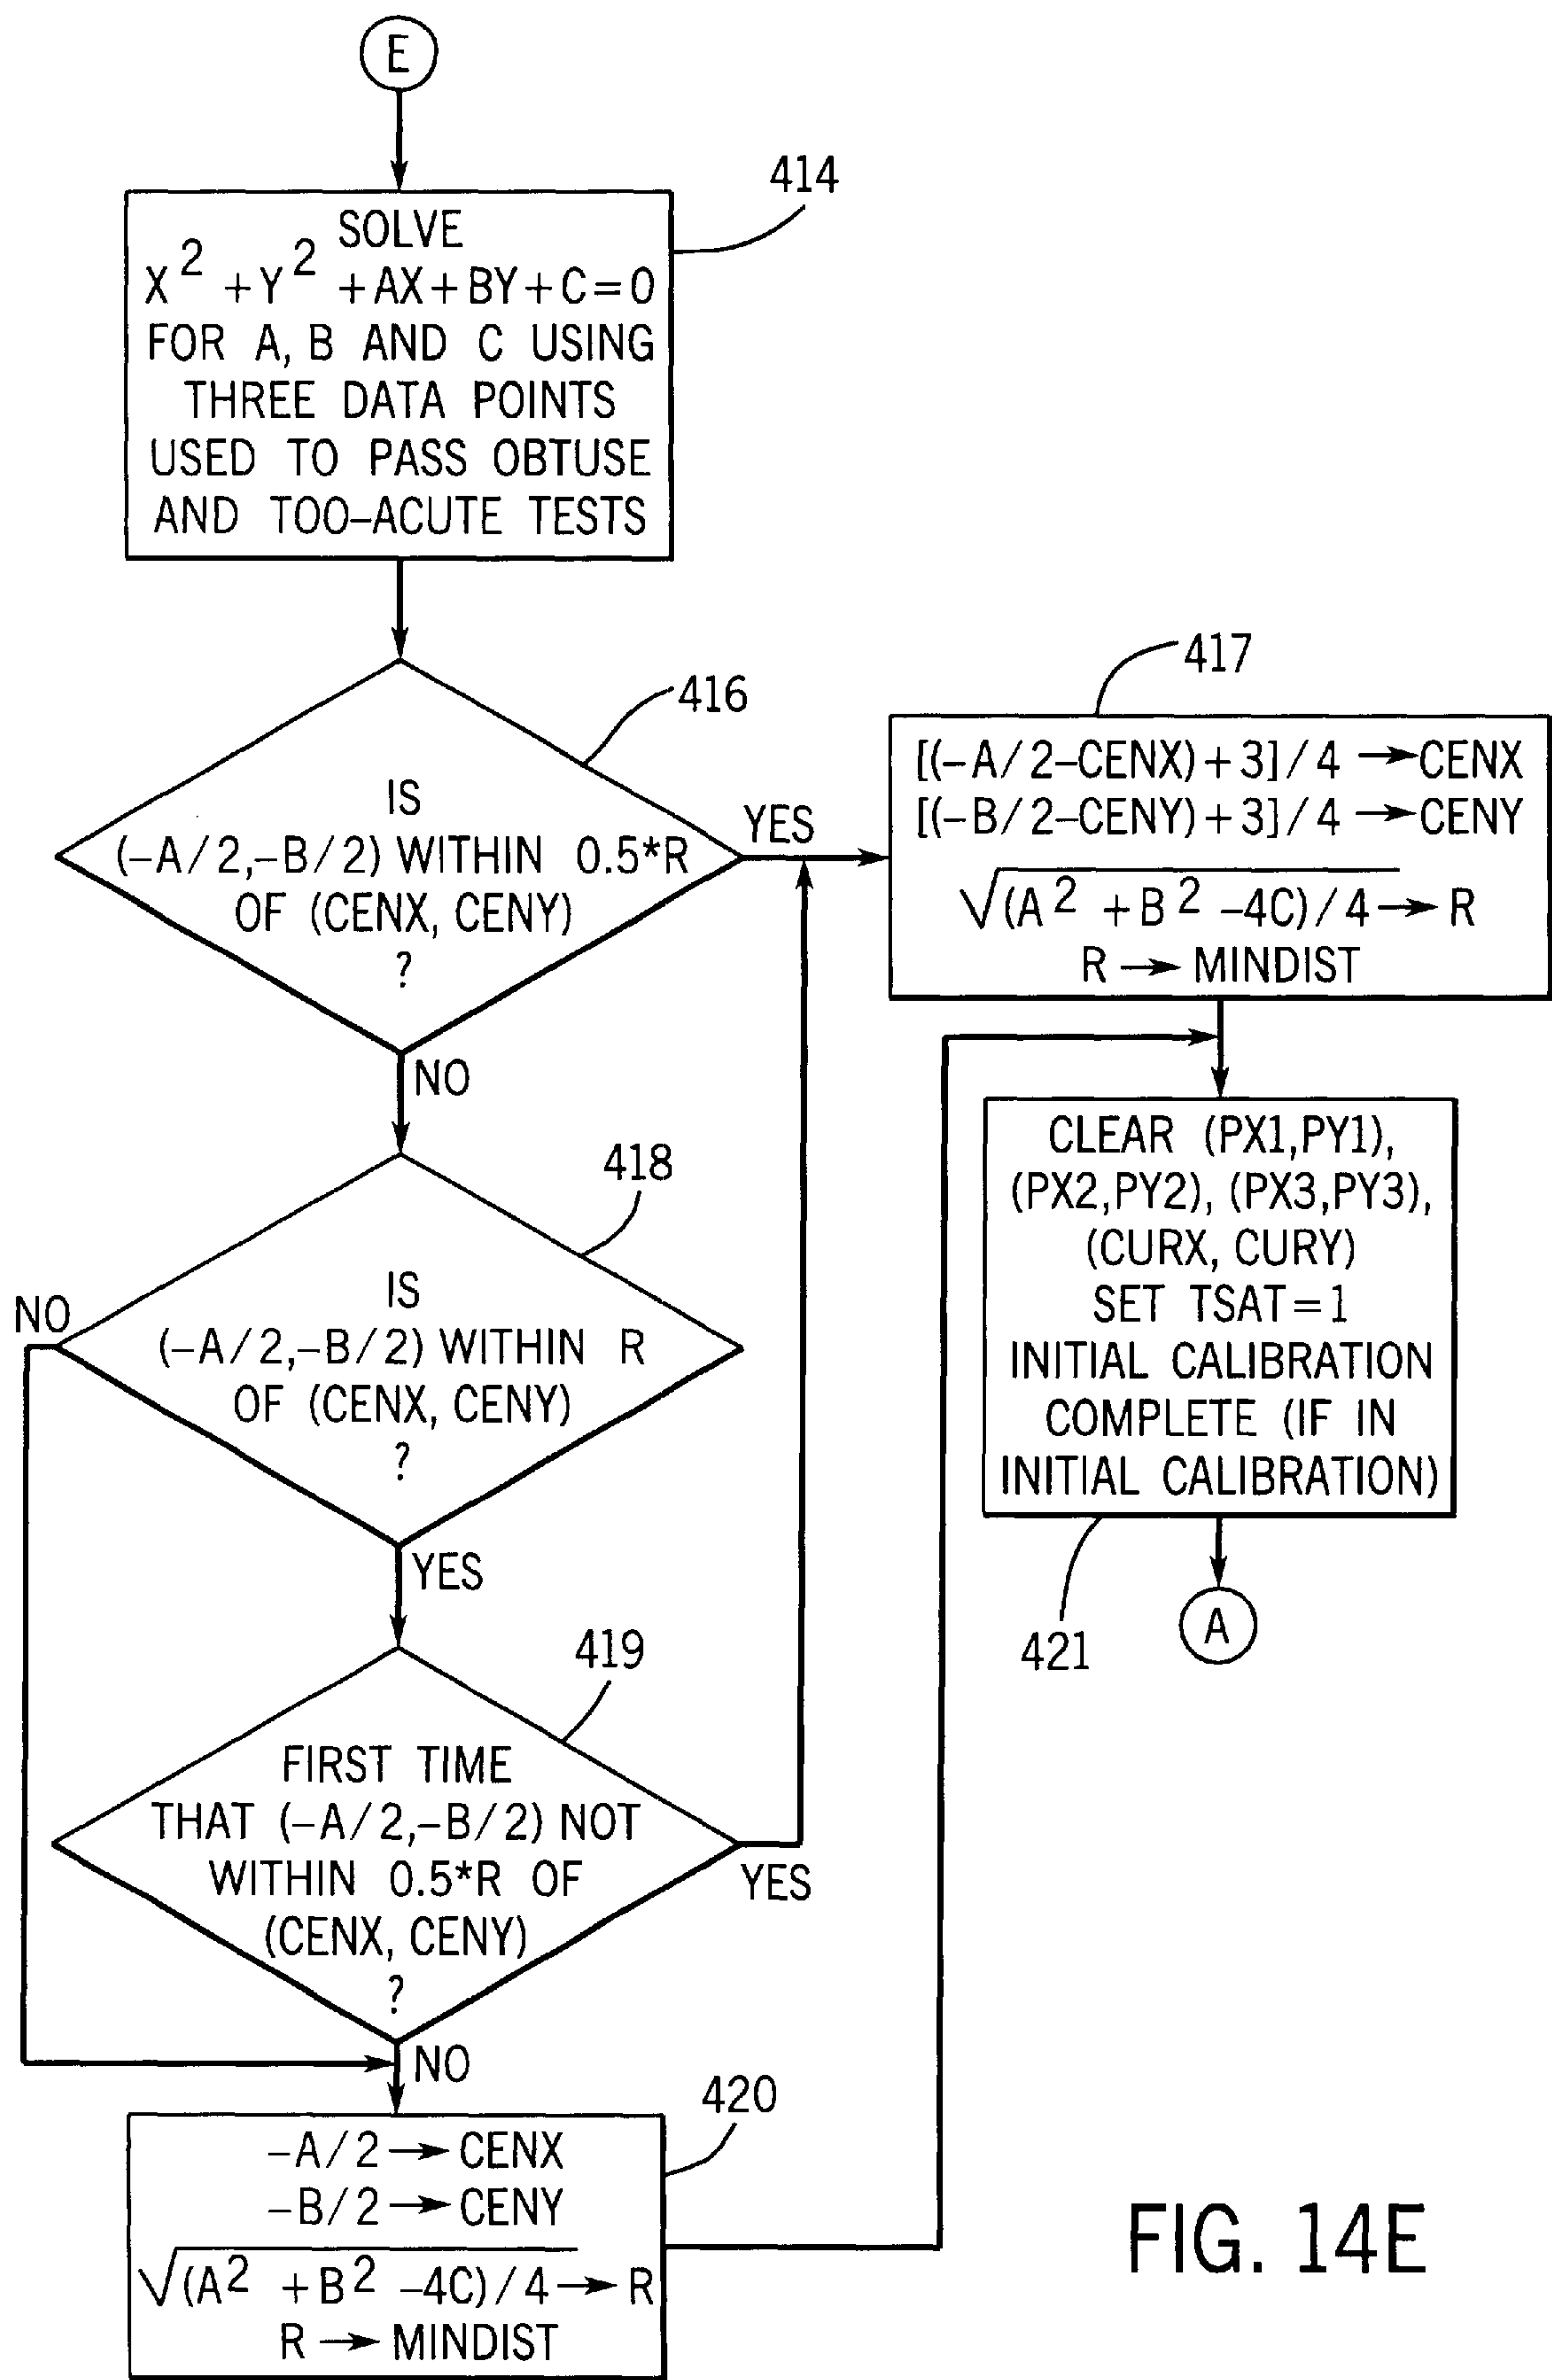 E
414
SOLVE
X² +Y² +AX+BY+C=0
FOR A, B AND C USING
THREE DATA POINTS
USED TO PASS OBTUSE
AND TOO-ACUTE TESTS
416
IS
(-A/2,-B/2) WITHIN 0.5*R
OF (CENX, CENY)
?
YES
NO
417
[(-A/2-CENX)+3]/4 → CENX
[(-B/2-CENY)+3]/4 → CENY
√(A² +B² -4C)/4 → R
R → MINDIST
418
IS
(-A/2,-B/2) WITHIN R
OF (CENX, CENY)
?
NO
YES
419
FIRST TIME
THAT (-A/2,-B/2) NOT
WITHIN 0.5*R OF
(CENX, CENY)
?
YES
NO
420
-A/2 → CENX
-B/2 → CENY
√(A² +B² -4C)/4 → R
R → MINDIST
CLEAR (PX1,PY1),
(PX2,PY2), (PX3,PY3),
(CURX, CURY)
SET TSAT=1
INITIAL CALIBRATION
COMPLETE (IF IN
INITIAL CALIBRATION)
421
A
FIG. 14E